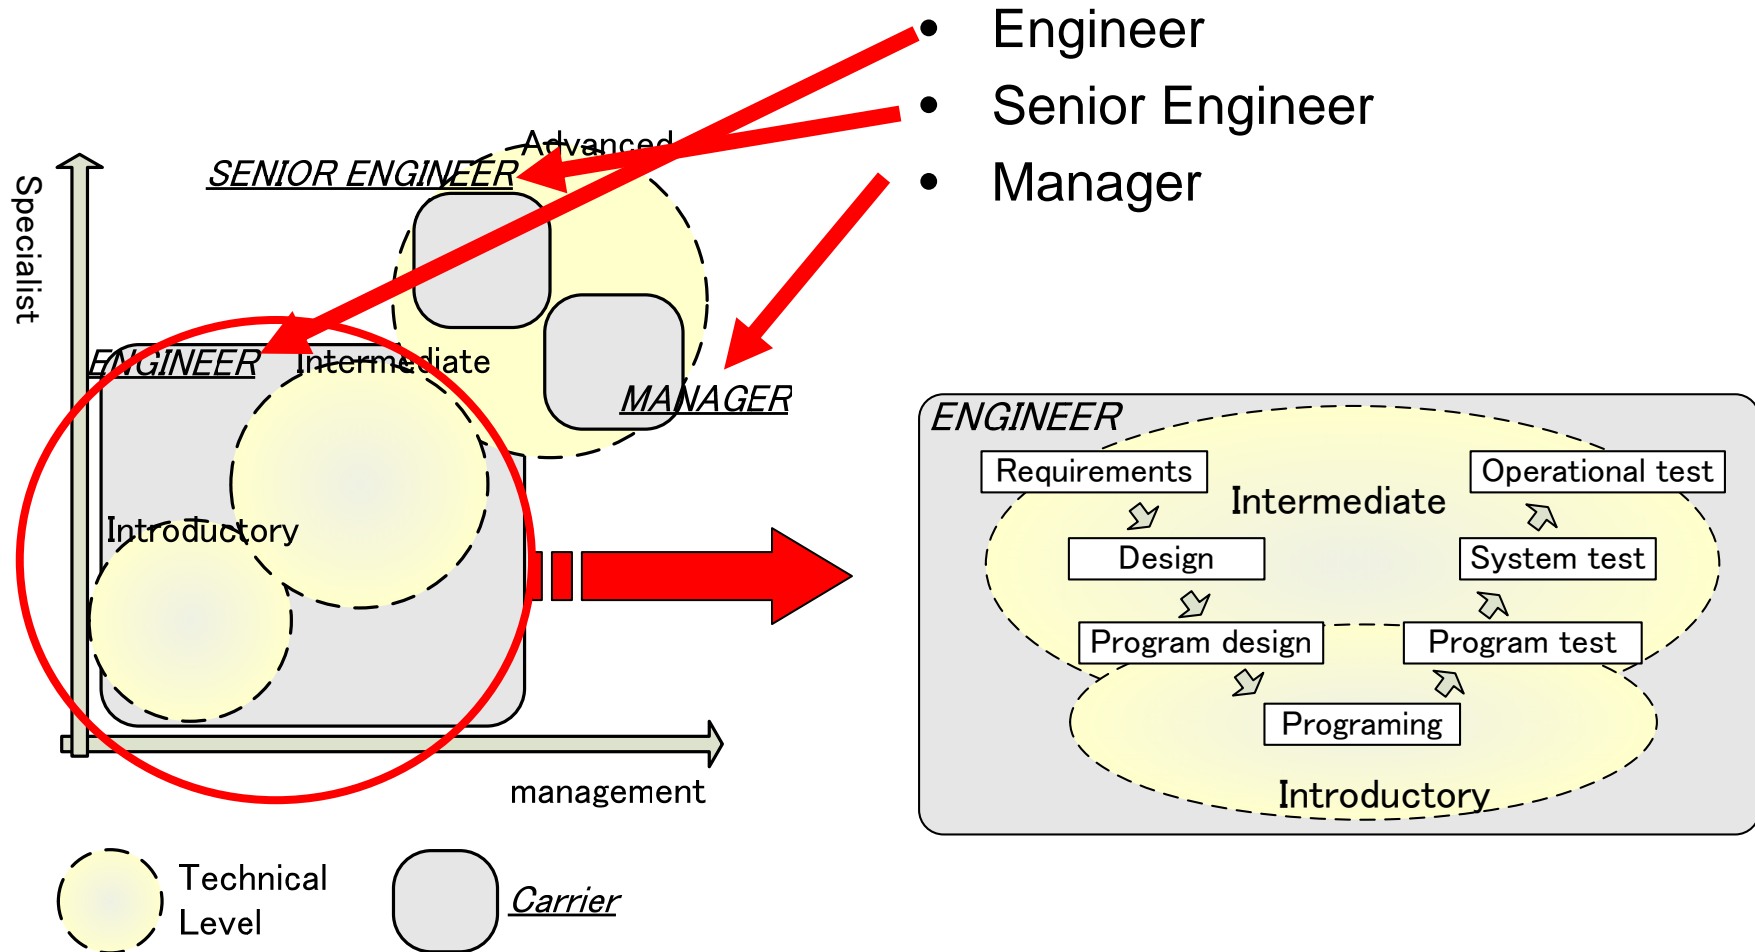 • Engineer
• Senior Engineer
• Manager
Advanced
SENIOR ENGINEER
Specialist
ENGINEER
Intermediate
MANAGER
Introductory
management
Technical
Level
Carrier
ENGINEER
Requirements
Operational test
Intermediate
Design
System test
Program design
Program test
Programing
Introductory